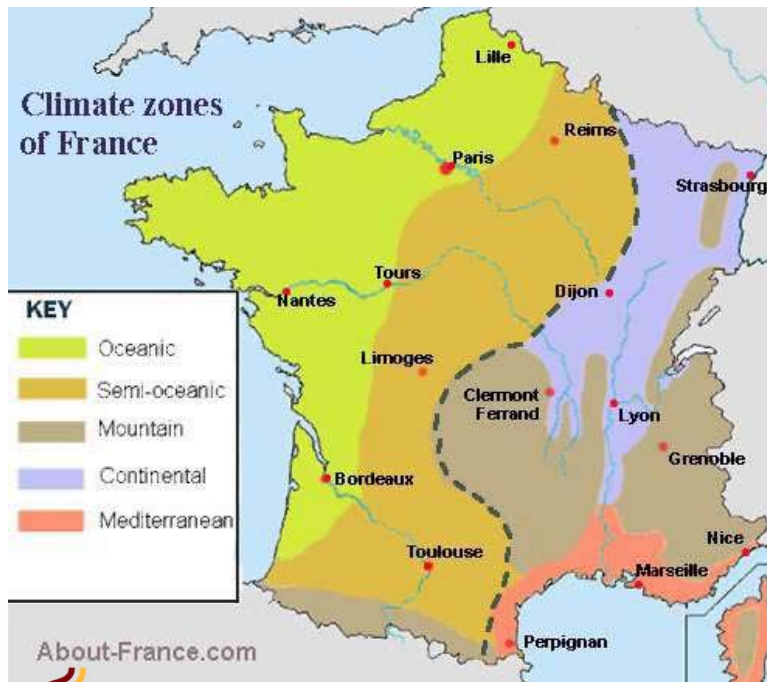 Climate zones
of France
Lille
Reims
Paris
Strasbourg
Tours
Nantes
Dijon
KEY
Oceanic
Semi-oceanic
Mountain
Continental
Mediterranean
Limoges
Clermont
Ferrand
Lyon
Grenoble
Bordeaux
Toulouse
Nice
Marseille
Perpignan
About-France.com